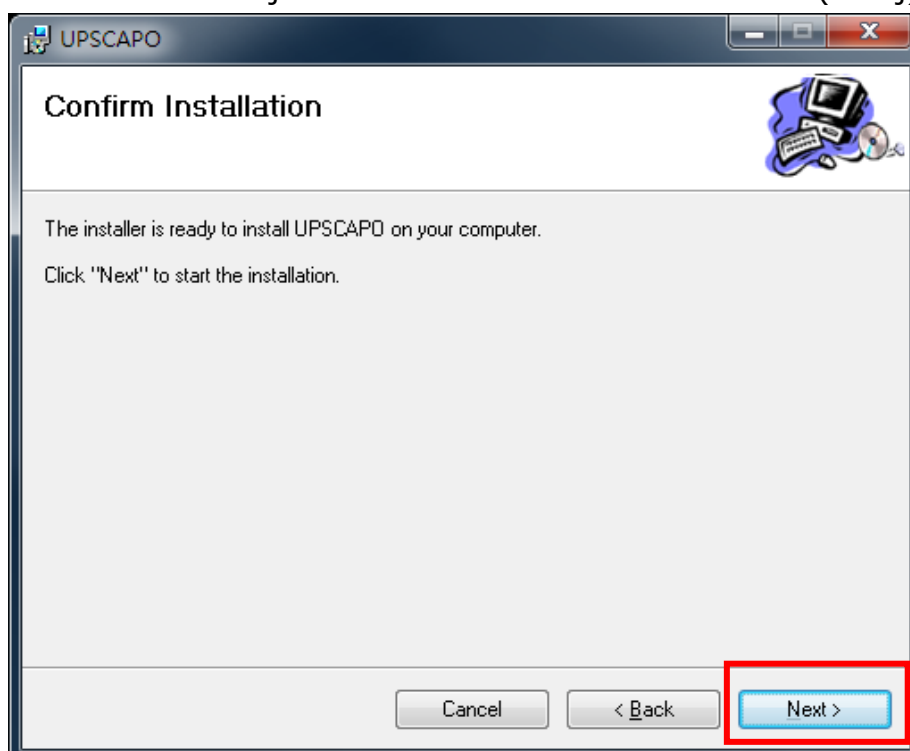 UPSCAPO
Confirm Installation
The installer is ready to install UPSCAPO on your computer.
Click "Next" to start the installation.
Cancel
< Back
Next >